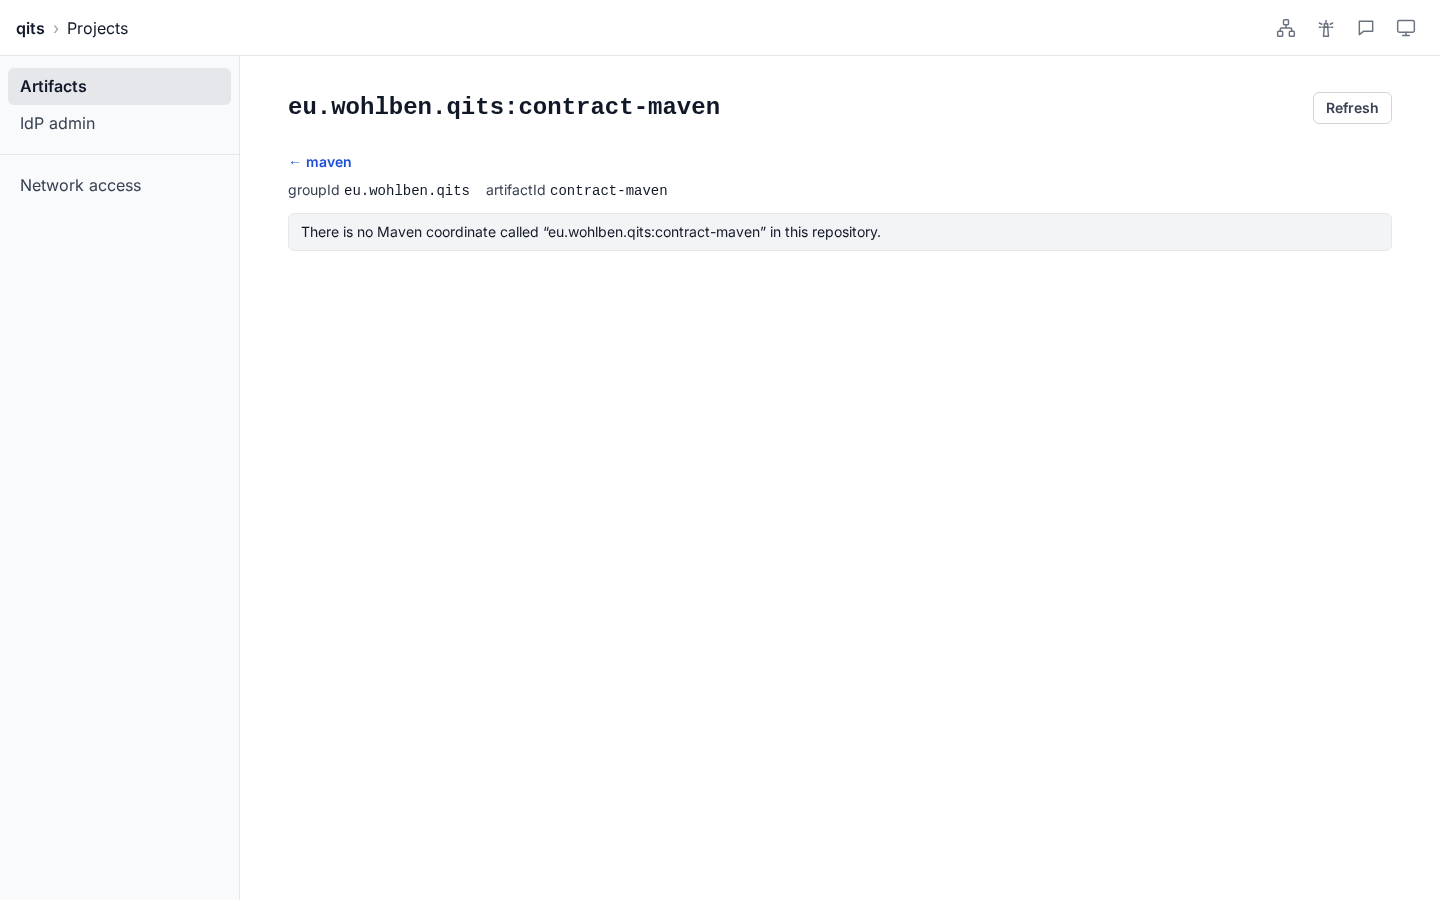 qits › Projects
Artifacts
IdP admin
Network access
eu.wohlben.qits:contract-maven
Refresh
← maven
groupId eu.wohlben.qits artifactId contract-maven
There is no Maven coordinate called “eu.wohlben.qits:contract-maven” in this repository.